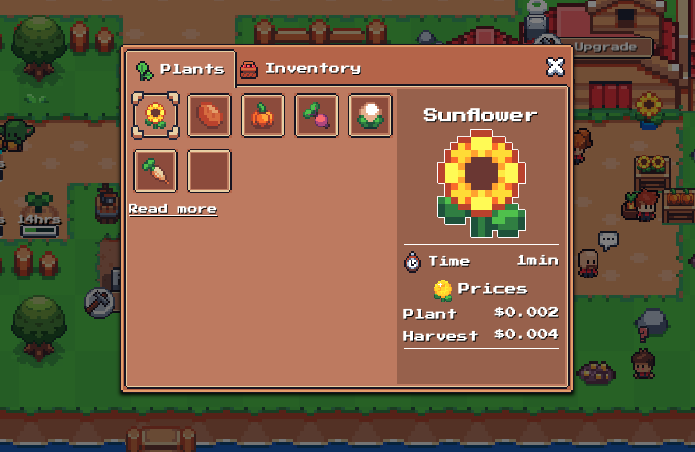 Plants
Inventory
Upgrade
Sunflower
Read more
14hrs
Time 1min
Prices
Plant $0.002
Harvest $0.004